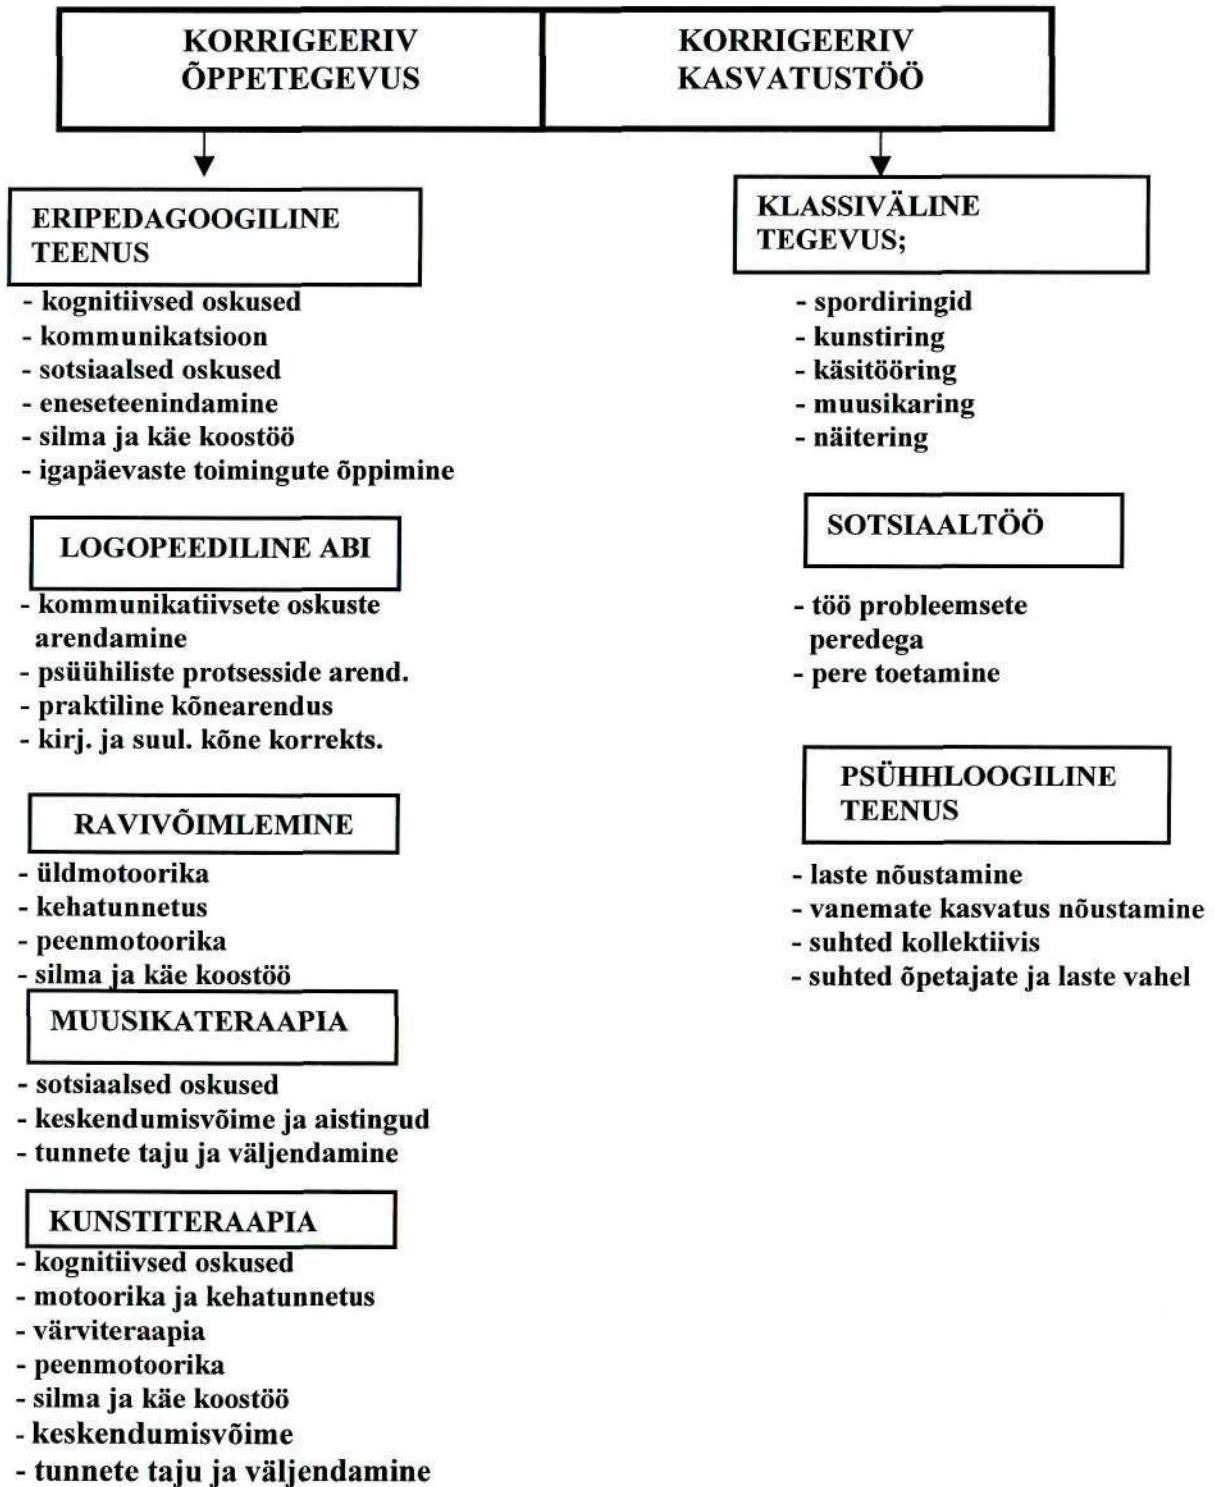 KORRIGEERIV
ÕPPETEGEVUS
KORRIGEERIV
KASVATUSTÖÖ
ERIPEDAGOOGILINE
TEENUS
- kognitiivsed oskused
- kommunikatsioon
- sotsiaalsed oskused
- eneseteenindamine
- silma ja käe koostöö
- igapäevaste toimingute õppimine
LOGOPEEDILINE ABI
- kommunikatiivsete oskuste
arendamine
- psüühiliste protsesside arend.
- praktiline kõnearendus
- kirj. ja suul. kõne korrekts.
RAVIVÕIMLEMINE
- üldmotoorika
- kehatunnetus
- peenmotoorika
- silma ja käe koostöö
MUUSIKATERAAPIA
- sotsiaalsed oskused
- keskendumisvõime ja aistingud
- tunnete taju ja väljendamine
KUNSTITERAAPIA
- kognitiivsed oskused
- motoorika ja kehatunnetus
- värviteraapia
- peenmotoorika
- silma ja käe koostöö
- keskendumisvõime
- tunnete taju ja väljendamine
KLASSIVÄLINE
TEGEVUS;
- spordiringid
- kunstiring
- käsitööring
- muusikaring
- näitering
SOTSIAALTÖÖ
- töö probleemsete
peredega
- pere toetamine
PSÜHHLOOGILINE
TEENUS
- laste nõustamine
- vanemate kasvatus nõustamine
- suhted kollektiivis
- suhted õpetajate ja laste vahel